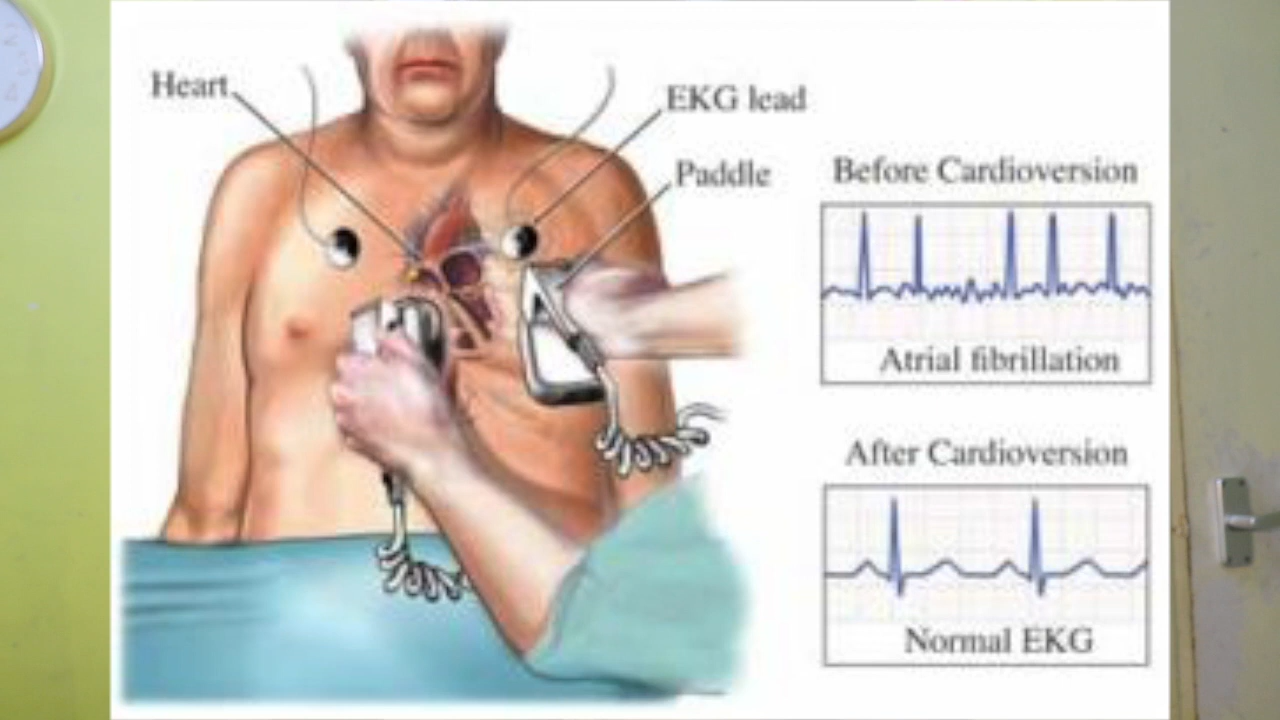 Heart
EKG lead
Paddle
Before Cardioversion
Atrial fibrillation
After Cardioversion
Normal EKG